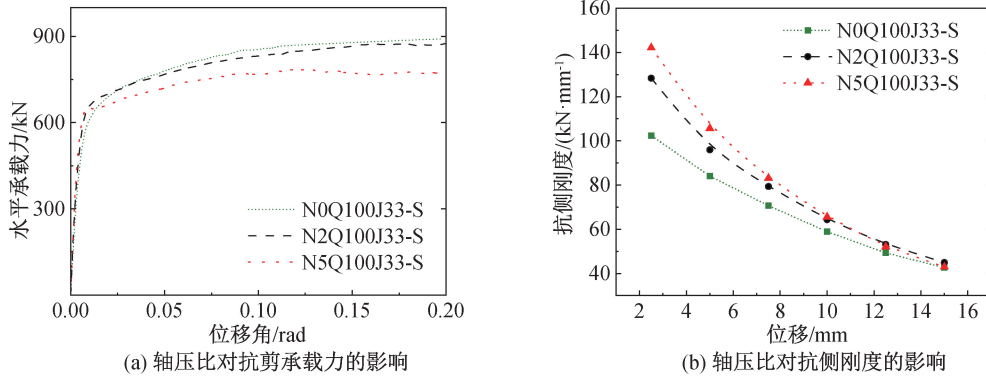 900
600
300
0.00
0.05
0.10
0.15
0.20
水平承载力/kN
位移角/rad
N0Q100J33-S
N2Q100J33-S
N5Q100J33-S
(a) 轴压比对抗剪承载力的影响
160
140
120
100
80
60
40
2
4
6
8
10
12
14
16
抗侧刚度/(kN·mm⁻¹)
位移/mm
N0Q100J33-S
N2Q100J33-S
N5Q100J33-S
(b) 轴压比对抗侧刚度的影响